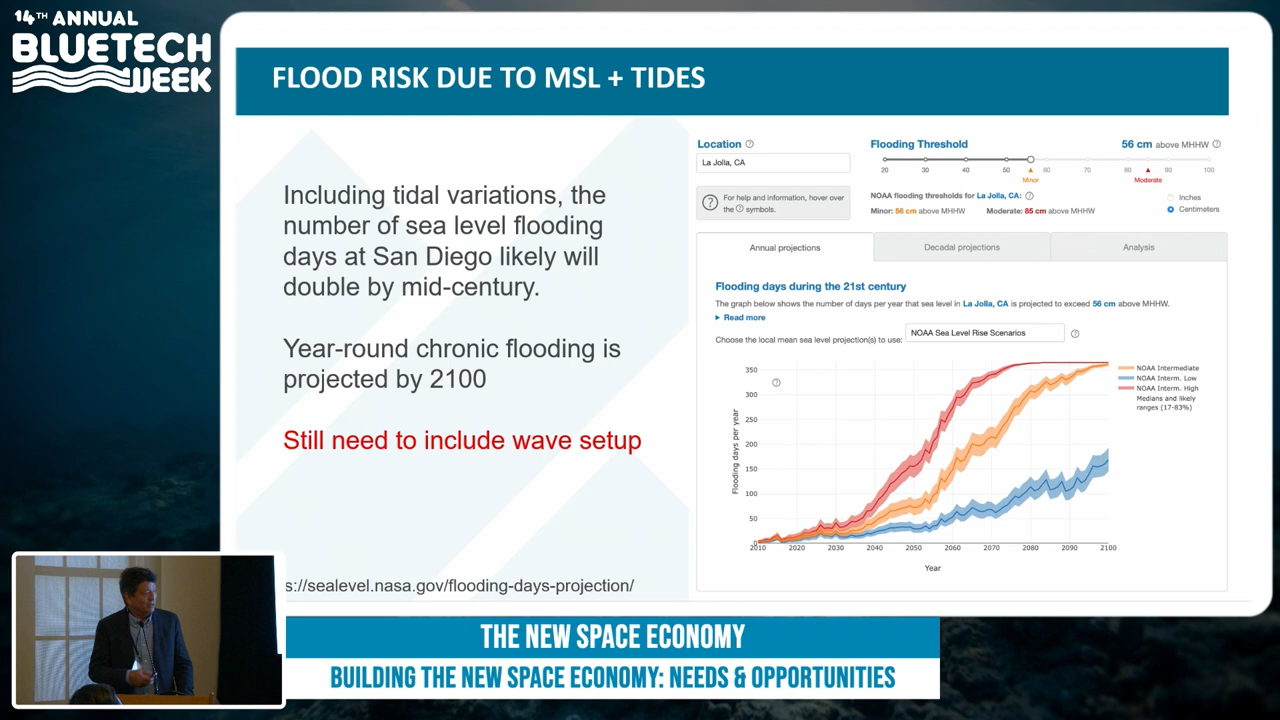 14TH ANNUAL
BLUETECH
WEEK
FLOOD RISK DUE TO MSL + TIDES
Including tidal variations, the
number of sea level flooding
days at San Diego likely will
double by mid-century.
Year-round chronic flooding is
projected by 2100
Still need to include wave setup
s://sealevel.nasa.gov/flooding-days-projection/
Location ?
La Jolla, CA
? For help and information, hover over
the ? symbols.
Flooding Threshold
56 cm above MHHW ?
20 30 40 50 60 70 80 90 100
Minor Moderate
NOAA flooding thresholds for La Jolla, CA: ?
Minor: 56 cm above MHHW Moderate: 85 cm above MHHW
Inches
Centimeters
Annual projections Decadal projections Analysis
Flooding days during the 21st century
The graph below shows the number of days per year that sea level in La Jolla, CA is projected to exceed 56 cm above MHHW.
▶ Read more
Choose the local mean sea level projection(s) to use: NOAA Sea Level Rise Scenarios ?
?
Flooding days per year
350
300
250
200
150
100
50
0
2010 2020 2030 2040 2050 2060 2070 2080 2090 2100
Year
NOAA Intermediate
NOAA Interm. Low
NOAA Interm. High
Medians and likely
ranges (17-83%)
THE NEW SPACE ECONOMY
BUILDING THE NEW SPACE ECONOMY: NEEDS & OPPORTUNITIES